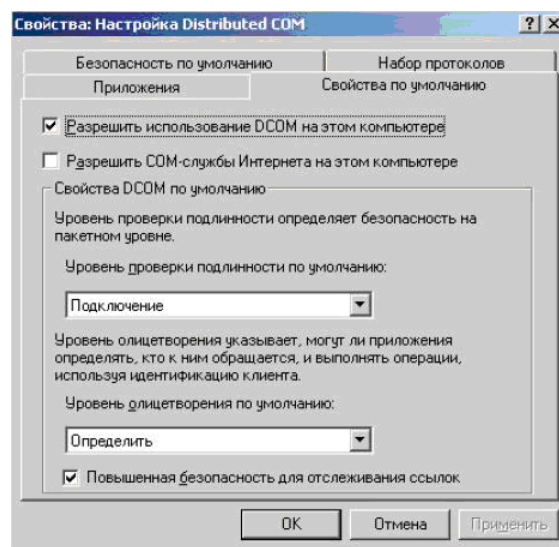 Свойства: Настройка Distributed COM
Безопасность по умолчанию
Набор протоколов
Приложения
Свойства по умолчанию
Разрешить использование DCOM на этом компьютере
Разрешить COM-службы Интернета на этом компьютере
Свойства DCOM по умолчанию
Уровень проверки подлинности определяет безопасность на
пакетном уровне.
Уровень проверки подлинности по умолчанию:
Подключение
Уровень олицетворения указывает, могут ли приложения
определять, кто к ним обращается, и выполнять операции,
используя идентификацию клиента.
Уровень олицетворения по умолчанию:
Определить
Повышенная безопасность для отслеживания ссылок
OK
Отмена
Применить